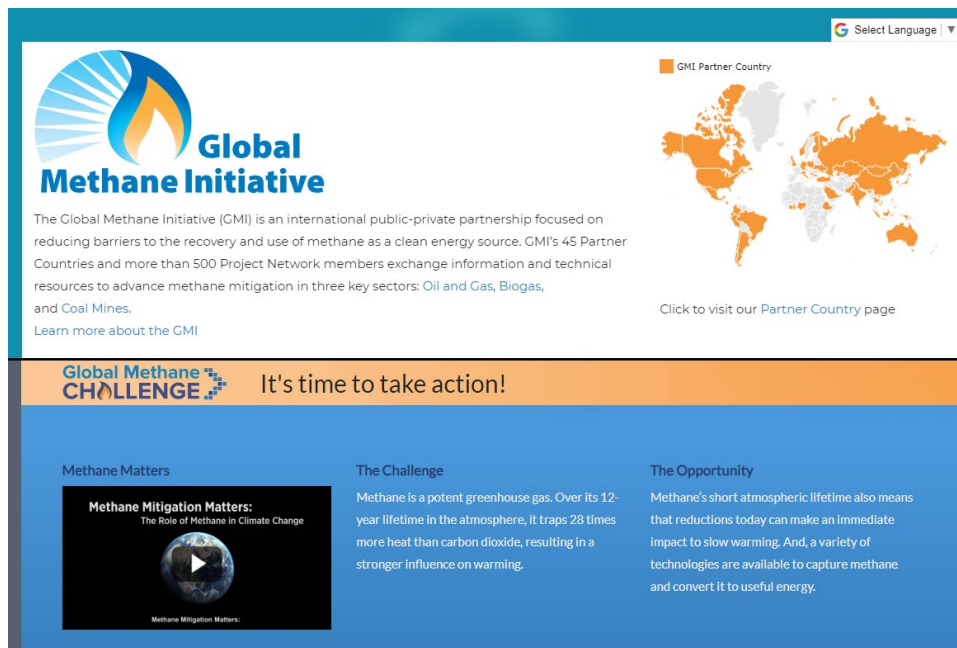 Select Language
GMI Partner Country
Global
Methane Initiative
The Global Methane Initiative (GMI) is an international public-private partnership focused on
reducing barriers to the recovery and use of methane as a clean energy source. GMI's 45 Partner
Countries and more than 500 Project Network members exchange information and technical
resources to advance methane mitigation in three key sectors: Oil and Gas, Biogas,
and Coal Mines.
Learn more about the GMI
Click to visit our Partner Country page
Global Methane
CHALLENGE
It's time to take action!
Methane Matters
Methane Mitigation Matters:
The Role of Methane in Climate Change
Methane Mitigation Matters:
The Challenge
Methane is a potent greenhouse gas. Over its 12-
year lifetime in the atmosphere, it traps 28 times
more heat than carbon dioxide, resulting in a
stronger influence on warming.
The Opportunity
Methane's short atmospheric lifetime also means
that reductions today can make an immediate
impact to slow warming. And, a variety of
technologies are available to capture methane
and convert it to useful energy.